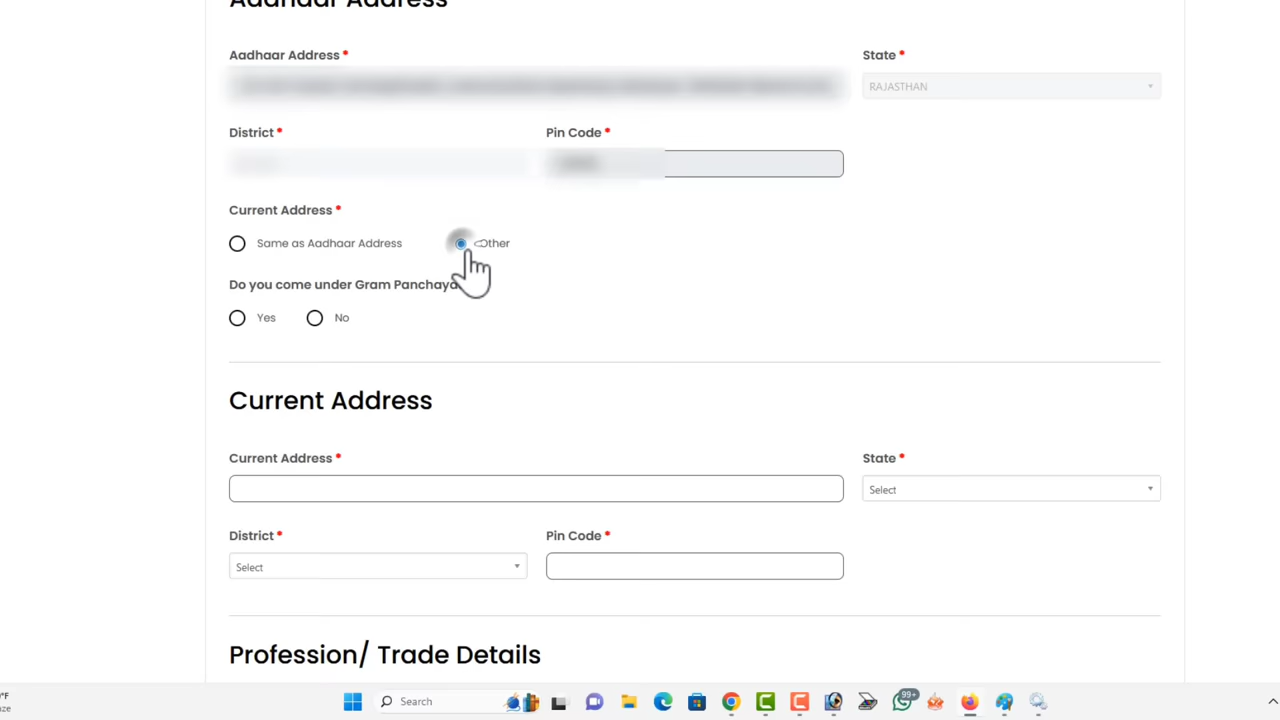 Aadhaar Address
Aadhaar Address * State *
RAJASTHAN
District * Pin Code *
Current Address *
Same as Aadhaar Address Other
Do you come under Gram Panchaya
Yes No
Current Address
Current Address * State *
Select
District * Pin Code *
Select
Profession/ Trade Details
°F
ze
Search
99+